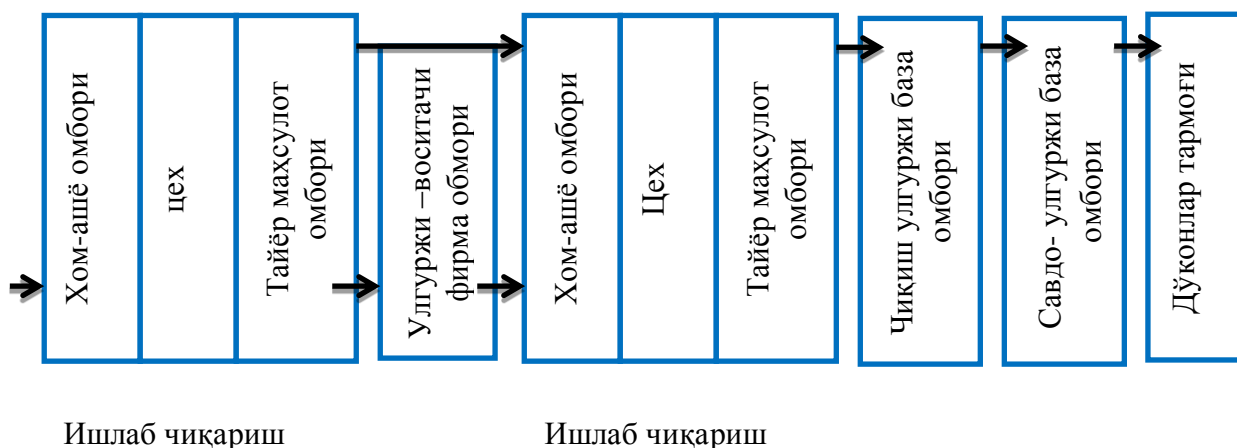 Хом-ашё омбори
цех
Тайёр маҳсулот
омбори
Улгуржи –воситачи
фирма обмори
Хом-ашё омбори
Цех
Тайёр маҳсулот
омбори
Чиқиш улгуржи база
омбори
Савдо- улгуржи база
омбори
Дўконлар тармоғи
Ишлаб чиқариш
Ишлаб чиқариш